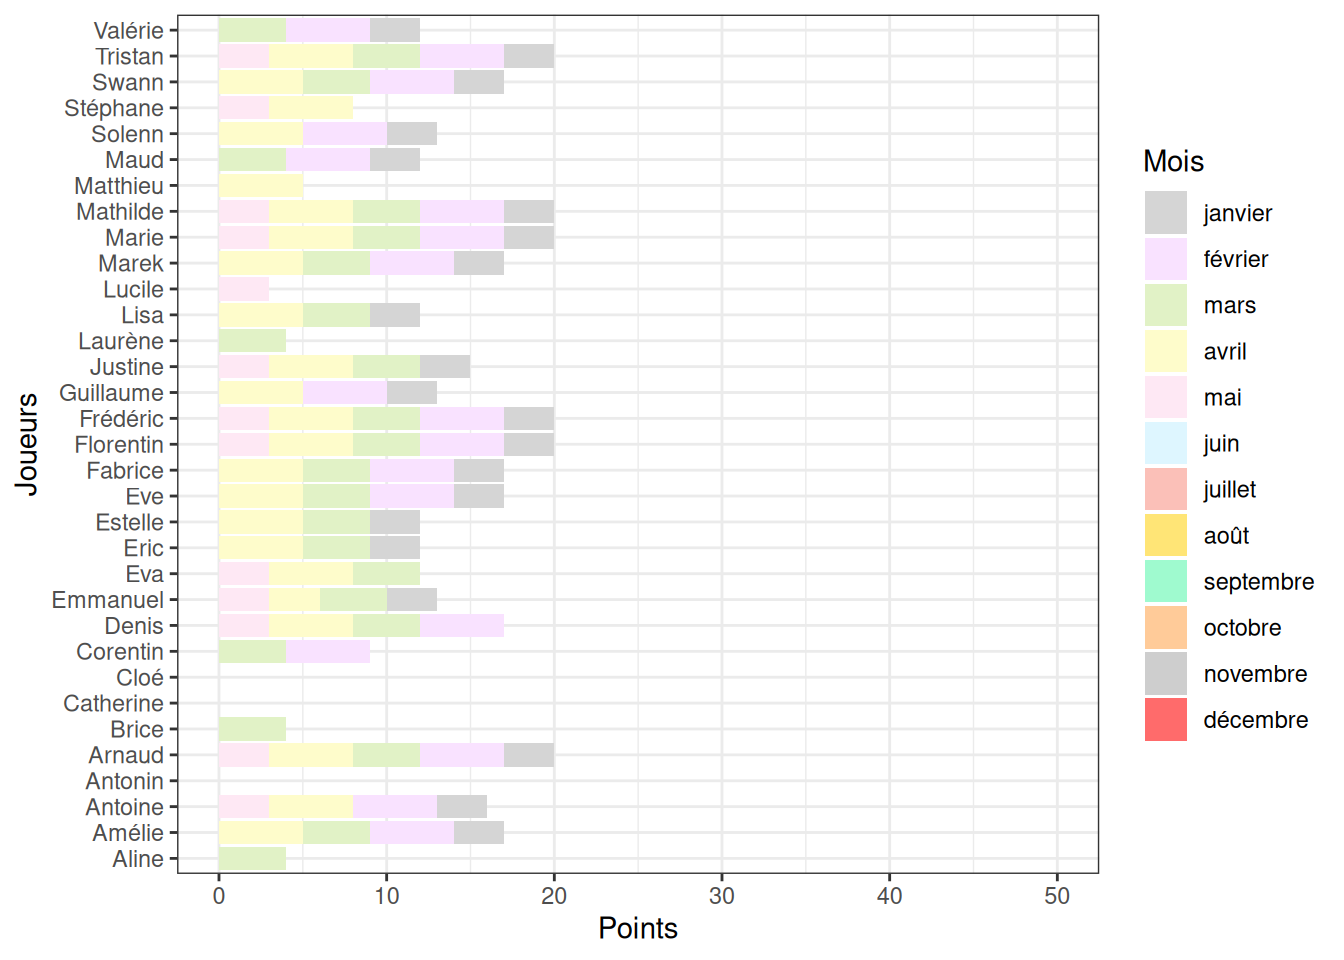 Valérie
Tristan
Swann
Stéphane
Solenn
Maud
Matthieu
Mathilde
Marie
Marek
Lucile
Lisa
Laurène
Justine
Guillaume
Frédéric
Florentin
Fabrice
Eve
Estelle
Eric
Eva
Emmanuel
Denis
Corentin
Cloé
Catherine
Brice
Arnaud
Antonin
Antoine
Amélie
Aline
Joueurs
0 10 20 30 40 50
Points
Mois
janvier
février
mars
avril
mai
juin
juillet
août
septembre
octobre
novembre
décembre